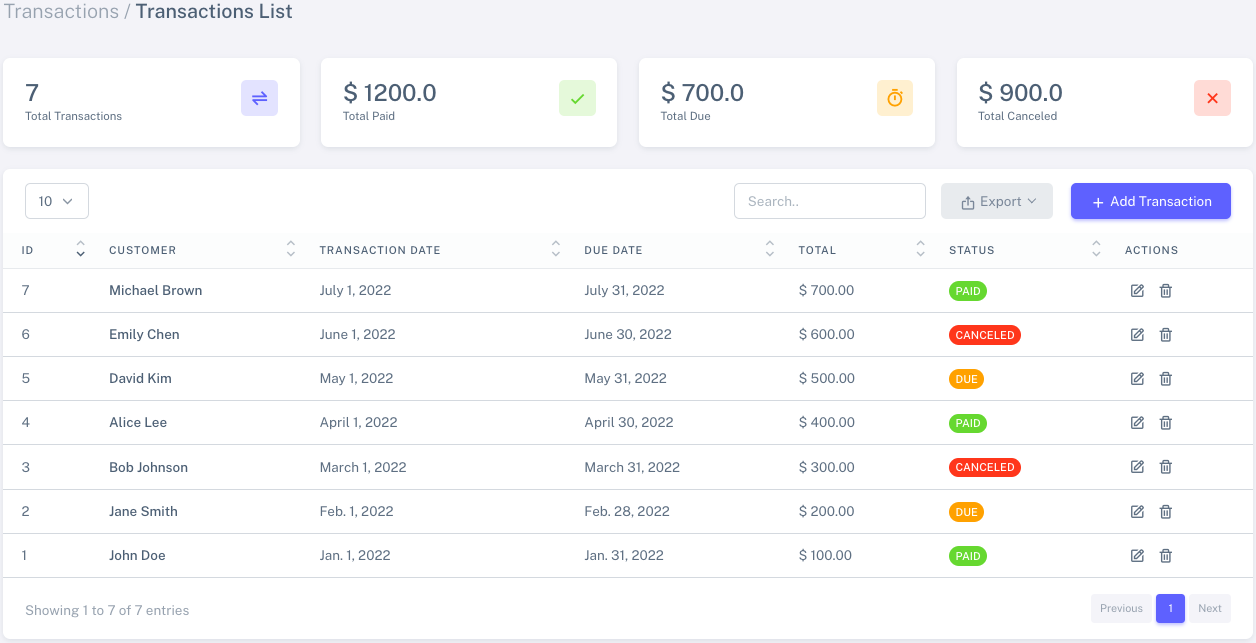 Transactions / Transactions List
7
Total Transactions
$ 1200.0
Total Paid
$ 700.0
Total Due
$ 900.0
Total Canceled
10
Search..
Export
+ Add Transaction
ID CUSTOMER TRANSACTION DATE DUE DATE TOTAL STATUS ACTIONS
7 Michael Brown July 1, 2022 July 31, 2022 $ 700.00 PAID
6 Emily Chen June 1, 2022 June 30, 2022 $ 600.00 CANCELED
5 David Kim May 1, 2022 May 31, 2022 $ 500.00 DUE
4 Alice Lee April 1, 2022 April 30, 2022 $ 400.00 PAID
3 Bob Johnson March 1, 2022 March 31, 2022 $ 300.00 CANCELED
2 Jane Smith Feb. 1, 2022 Feb. 28, 2022 $ 200.00 DUE
1 John Doe Jan. 1, 2022 Jan. 31, 2022 $ 100.00 PAID
Showing 1 to 7 of 7 entries
Previous 1 Next